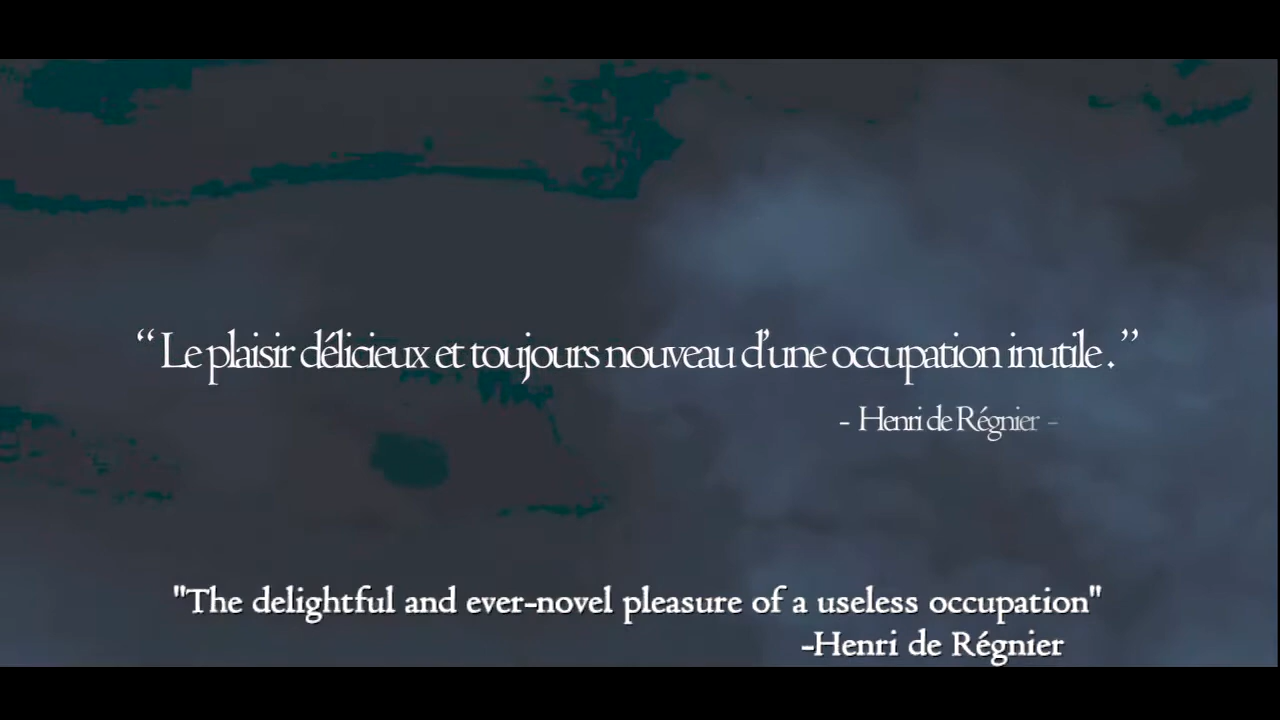 “ Le plaisir délicieux et toujours nouveau d’une occupation inutile . ”
- Henri de Régnier -
"The delightful and ever-novel pleasure of a useless occupation"
-Henri de Régnier